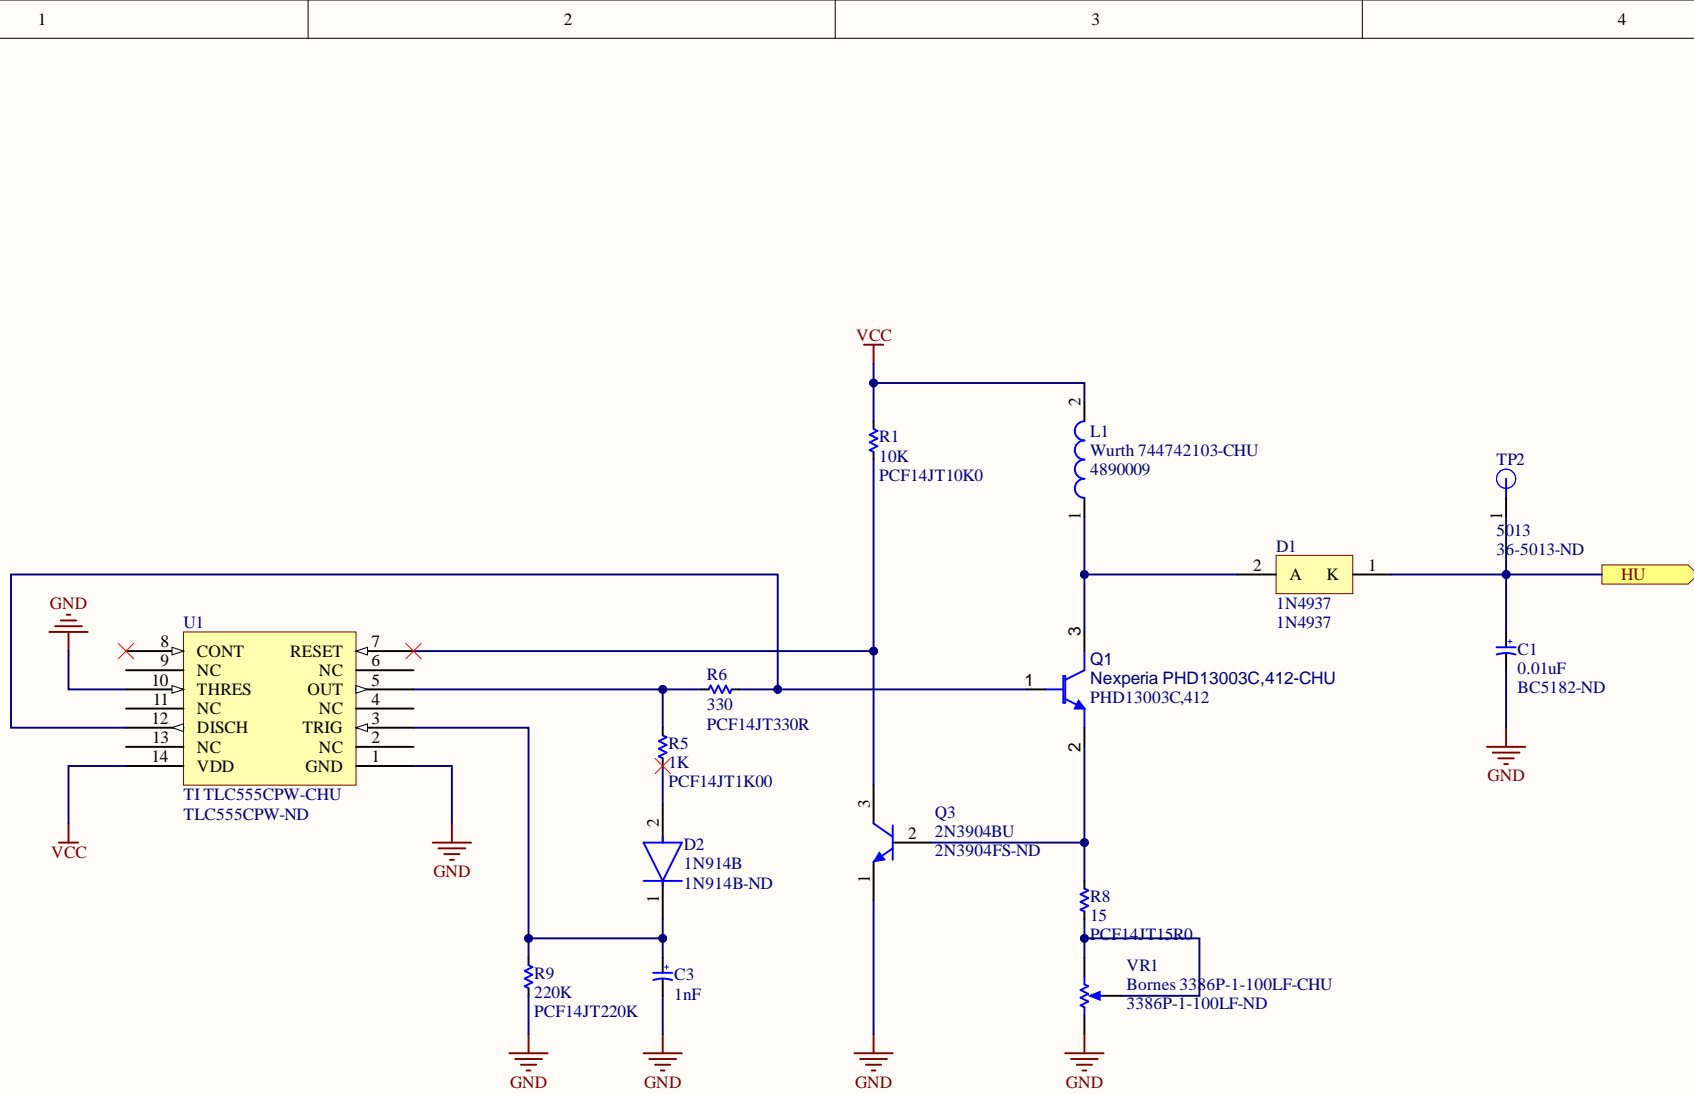 1 2 3 4
VCC
R1
10K
PCF14JT10K0
2
L1
Wurth 744742103-CHU
4890009
1
TP2
1
5013
36-5013-ND
D1
2 A K 1
1N4937
1N4937
HU
C1
0.01uF
BC5182-ND
GND
GND
U1
8 CONT RESET 7
9 NC NC 6
10 THRES OUT 5
11 NC NC 4
12 DISCH TRIG 3
13 NC NC 2
14 VDD GND 1
TI TLC555CPW-CHU
TLC555CPW-ND
VCC
GND
R6
330
PCF14JT330R
R5
1K
PCF14JT1K00
2
D2
1N914B
1N914B-ND
1
3
Q1
Nexperia PHD13003C,412-CHU
PHD13003C,412
1
2
3
Q3
2N3904BU
2N3904FS-ND
2
1
R8
15
PCF14JT15R0
VR1
Bornes 3386P-1-100LF-CHU
3386P-1-100LF-ND
R9
220K
PCF14JT220K
C3
1nF
GND GND GND GND